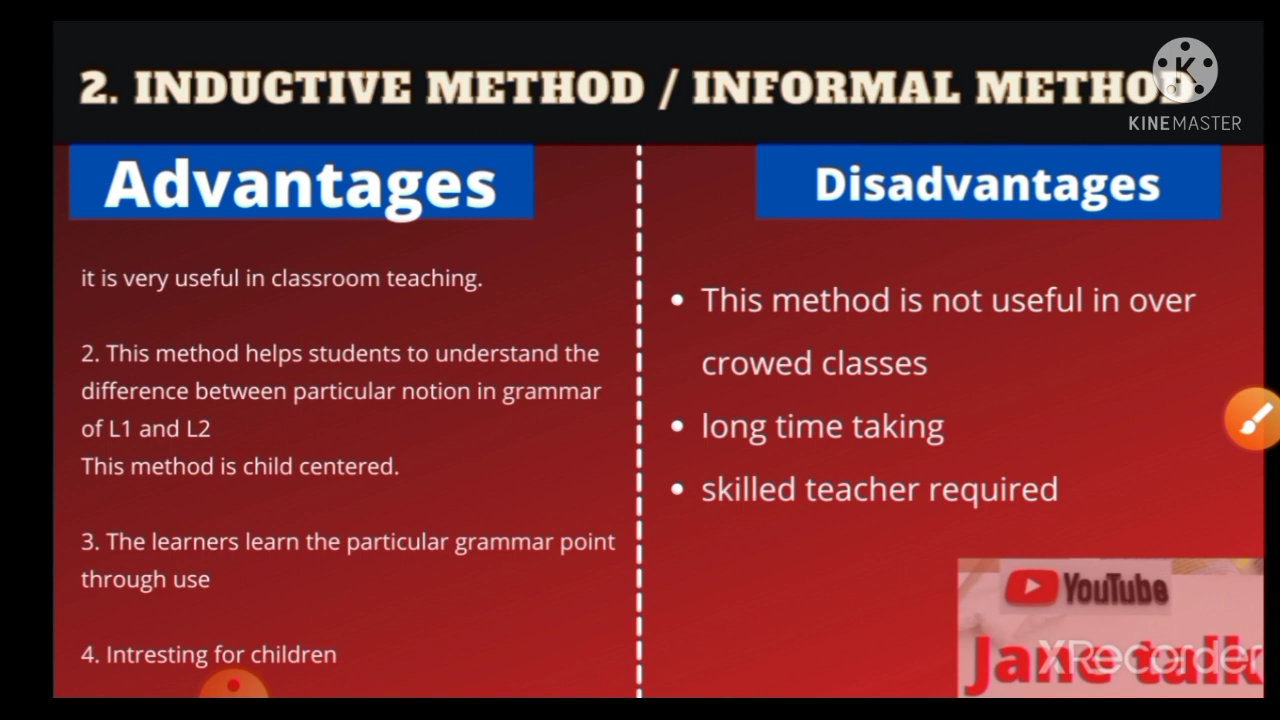 2. INDUCTIVE METHOD / INFORMAL METHOD
KINEMASTER
Advantages
it is very useful in classroom teaching.
2. This method helps students to understand the
difference between particular notion in grammar
of L1 and L2
This method is child centered.
3. The learners learn the particular grammar point
through use
4. Intresting for children
Disadvantages
• This method is not useful in over
crowed classes
• long time taking
• skilled teacher required
YouTube
Jane talk
XRecorder